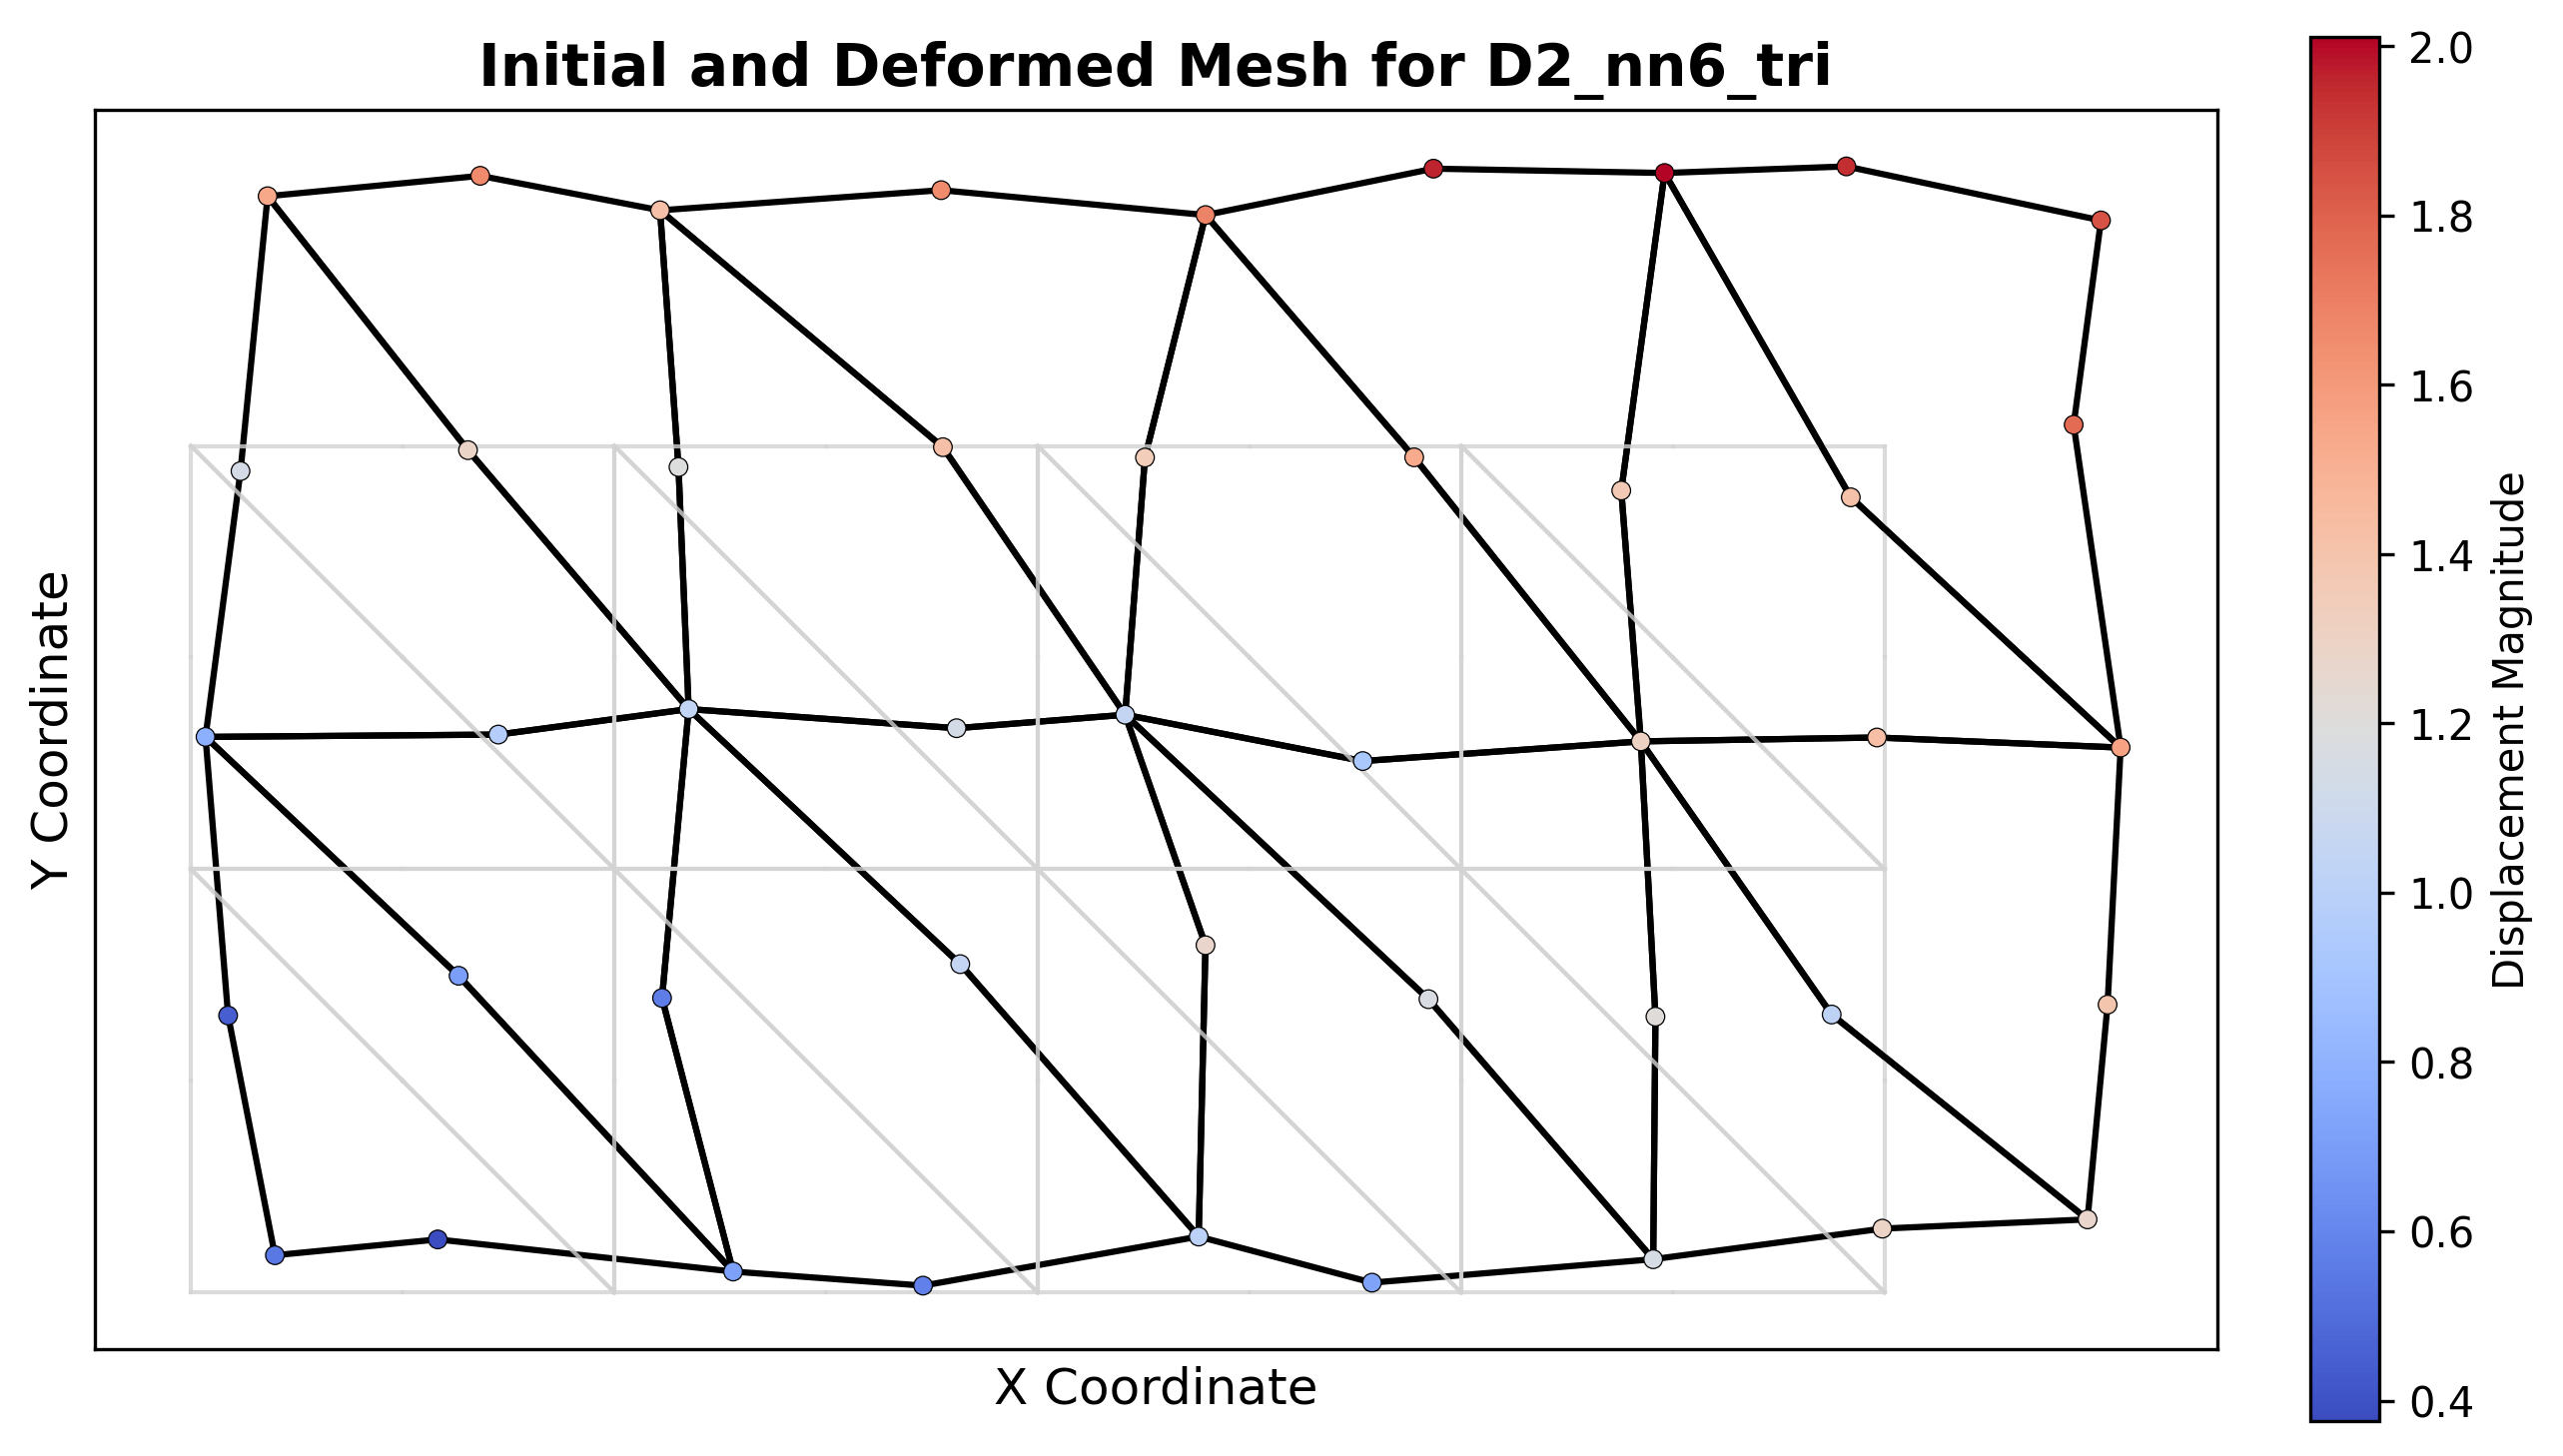 Initial and Deformed Mesh for D2_nn6_tri
Y Coordinate
X Coordinate
2.0
1.8
1.6
1.4
1.2
1.0
0.8
0.6
0.4
Displacement Magnitude